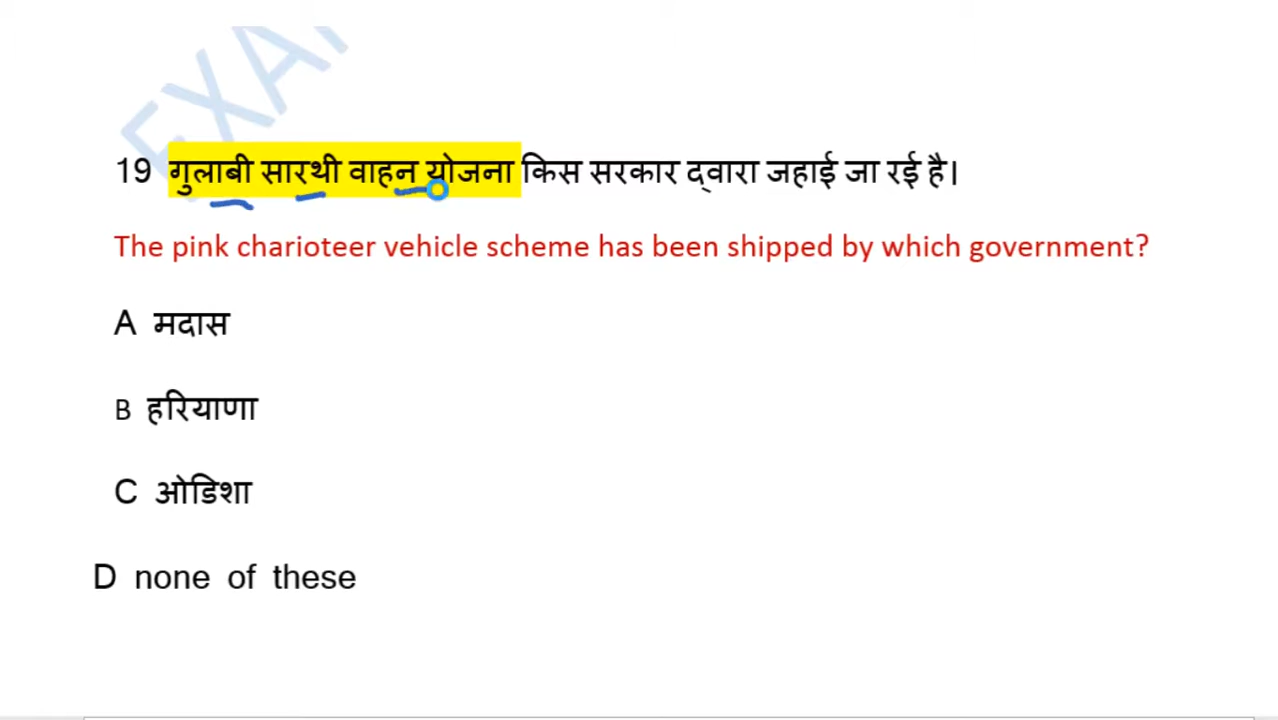 EXA
19 गुलाबी सारथी वाहन योजना किस सरकार द्वारा जहाई जा रई है।
The pink charioteer vehicle scheme has been shipped by which government?
A मदास
B हरियाणा
C ओडिशा
D none of these